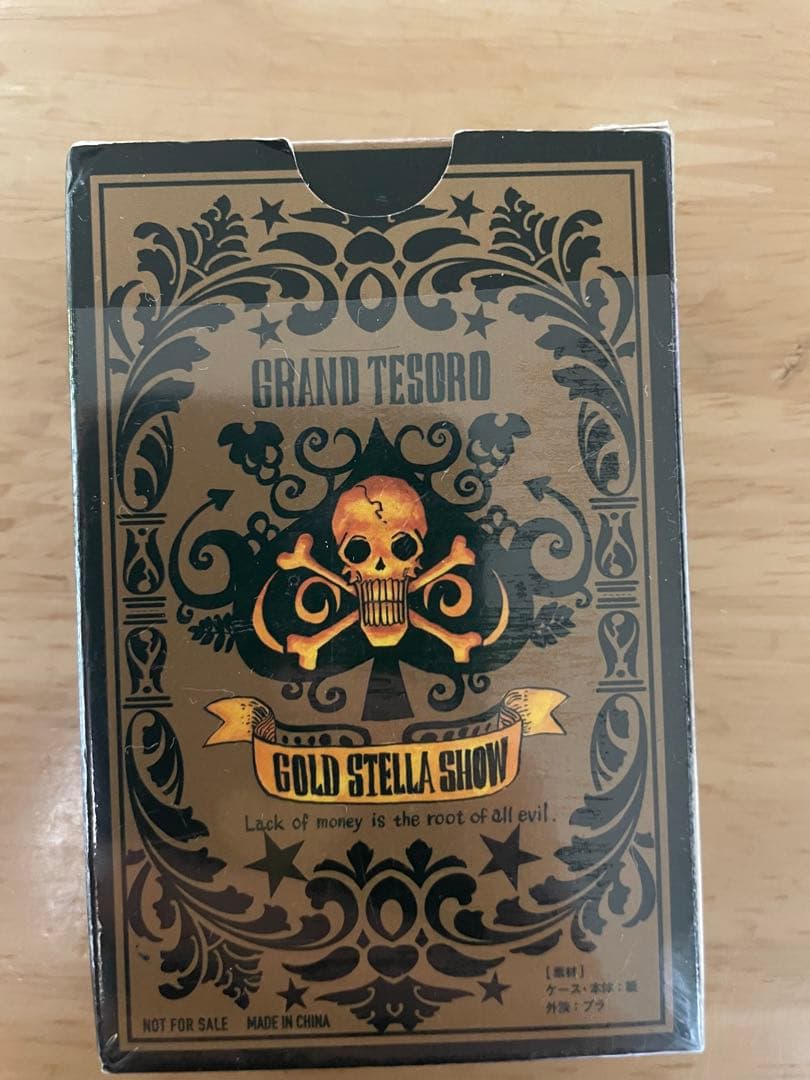 GRAND TESORO
GOLD STELLA SHOW
Lack of money is the root of all evil.
[素材]
ケース・本体：紙
外装：プラ
NOT FOR SALE MADE IN CHINA